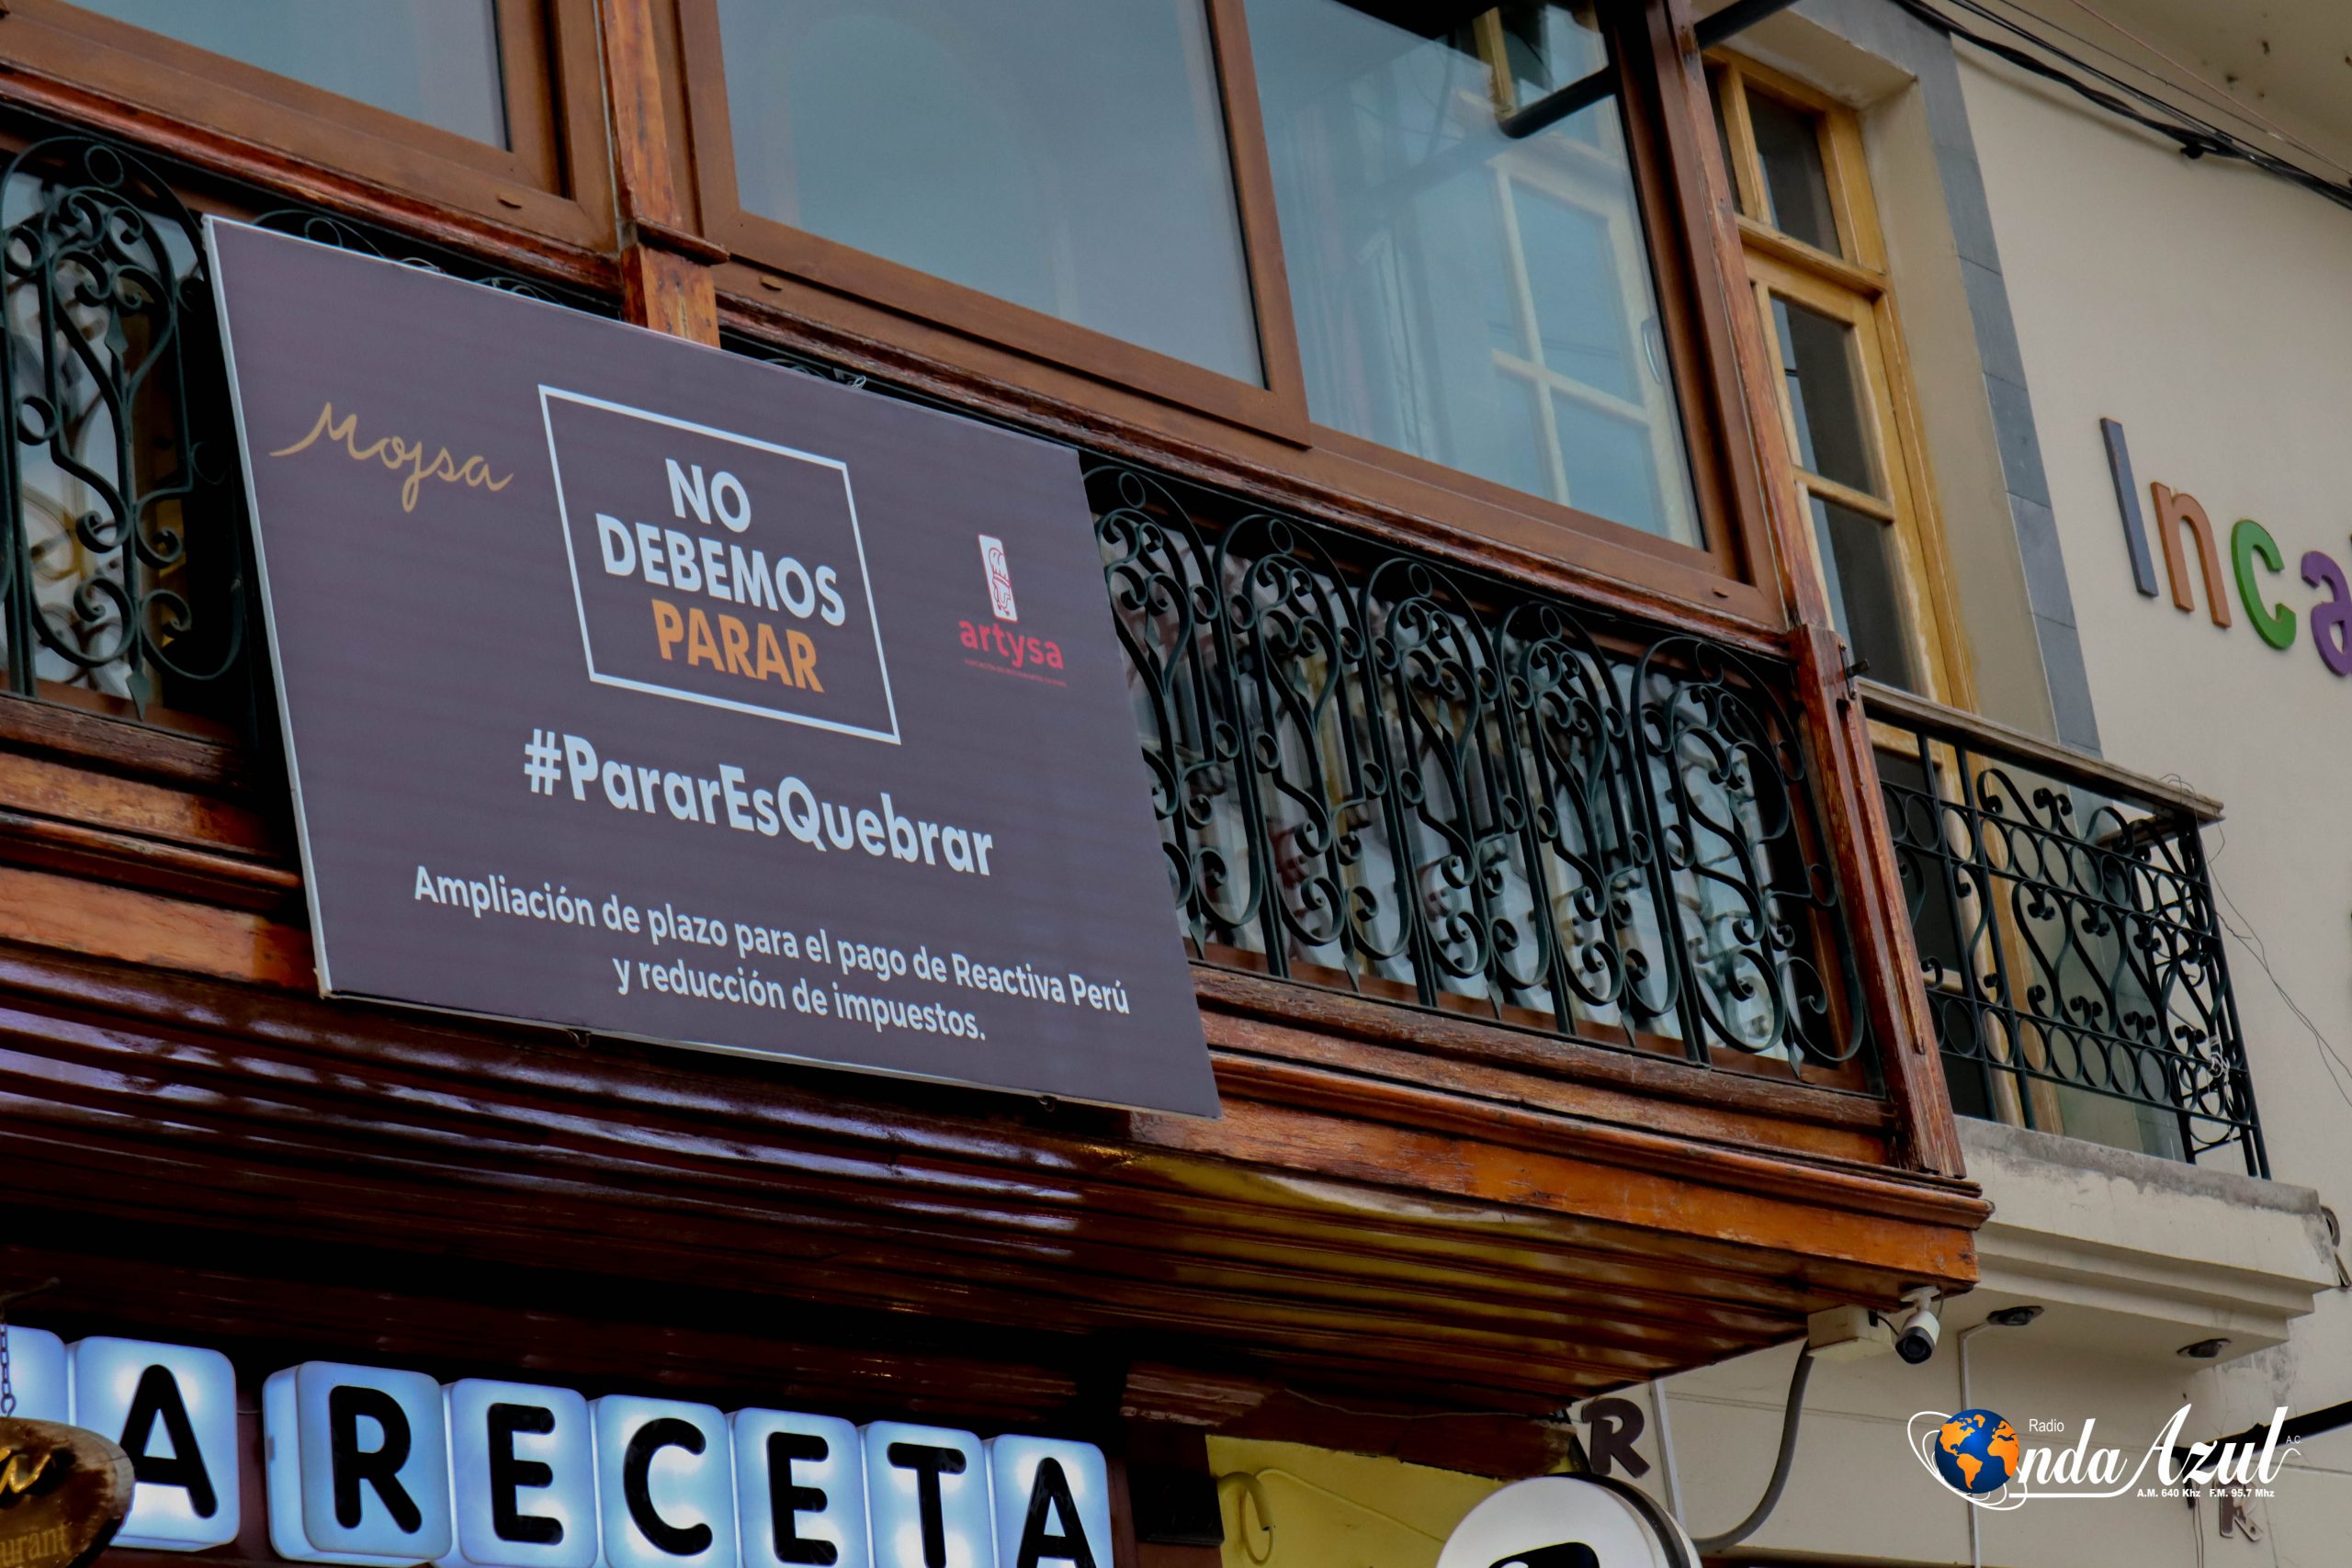 Mojsa
NO
DEBEMOS
PARAR
artysa
#PararEsQuebrar
Ampliación de plazo para el pago de Reactiva Perú
y reducción de impuestos.
Inca
A RECETA
R
Radio
Onda Azul A.C.
A.M. 640 Khz F.M. 95.7 Mhz